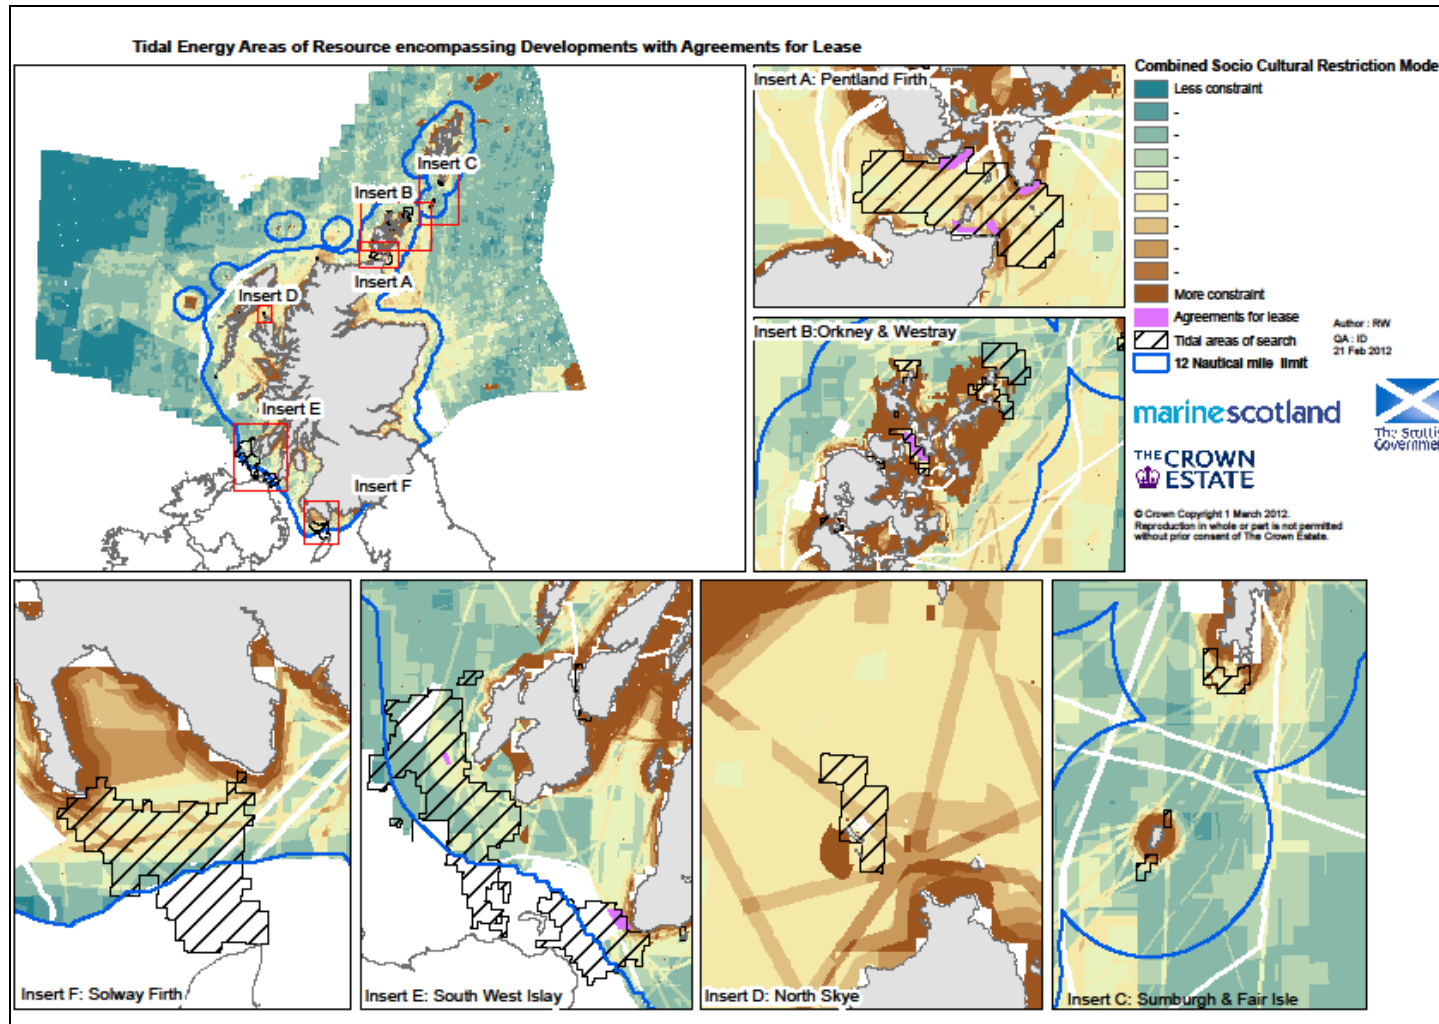 Tidal Energy Areas of Resource encompassing Developments with Agreements for Lease
Insert C
Insert B
Insert A
Insert D
Insert E
Insert F
Insert A: Pentland Firth
Insert B:Orkney & Westray
Combined Socio Cultural Restriction Mode
Less constraint
-
-
-
-
-
-
-
-
More constraint
Agreements for lease
Tidal areas of search
12 Nautical mile limit
Author : RW
QA : ID
21 Feb 2012
marinescotland
The Scottis
Governmen
THE CROWN
ESTATE
© Crown Copyright 1 March 2012.
Reproduction in whole or part is not permitted
without prior consent of The Crown Estate.
Insert F: Solway Firth
Insert E: South West Islay
Insert D: North Skye
Insert C: Sumburgh & Fair Isle